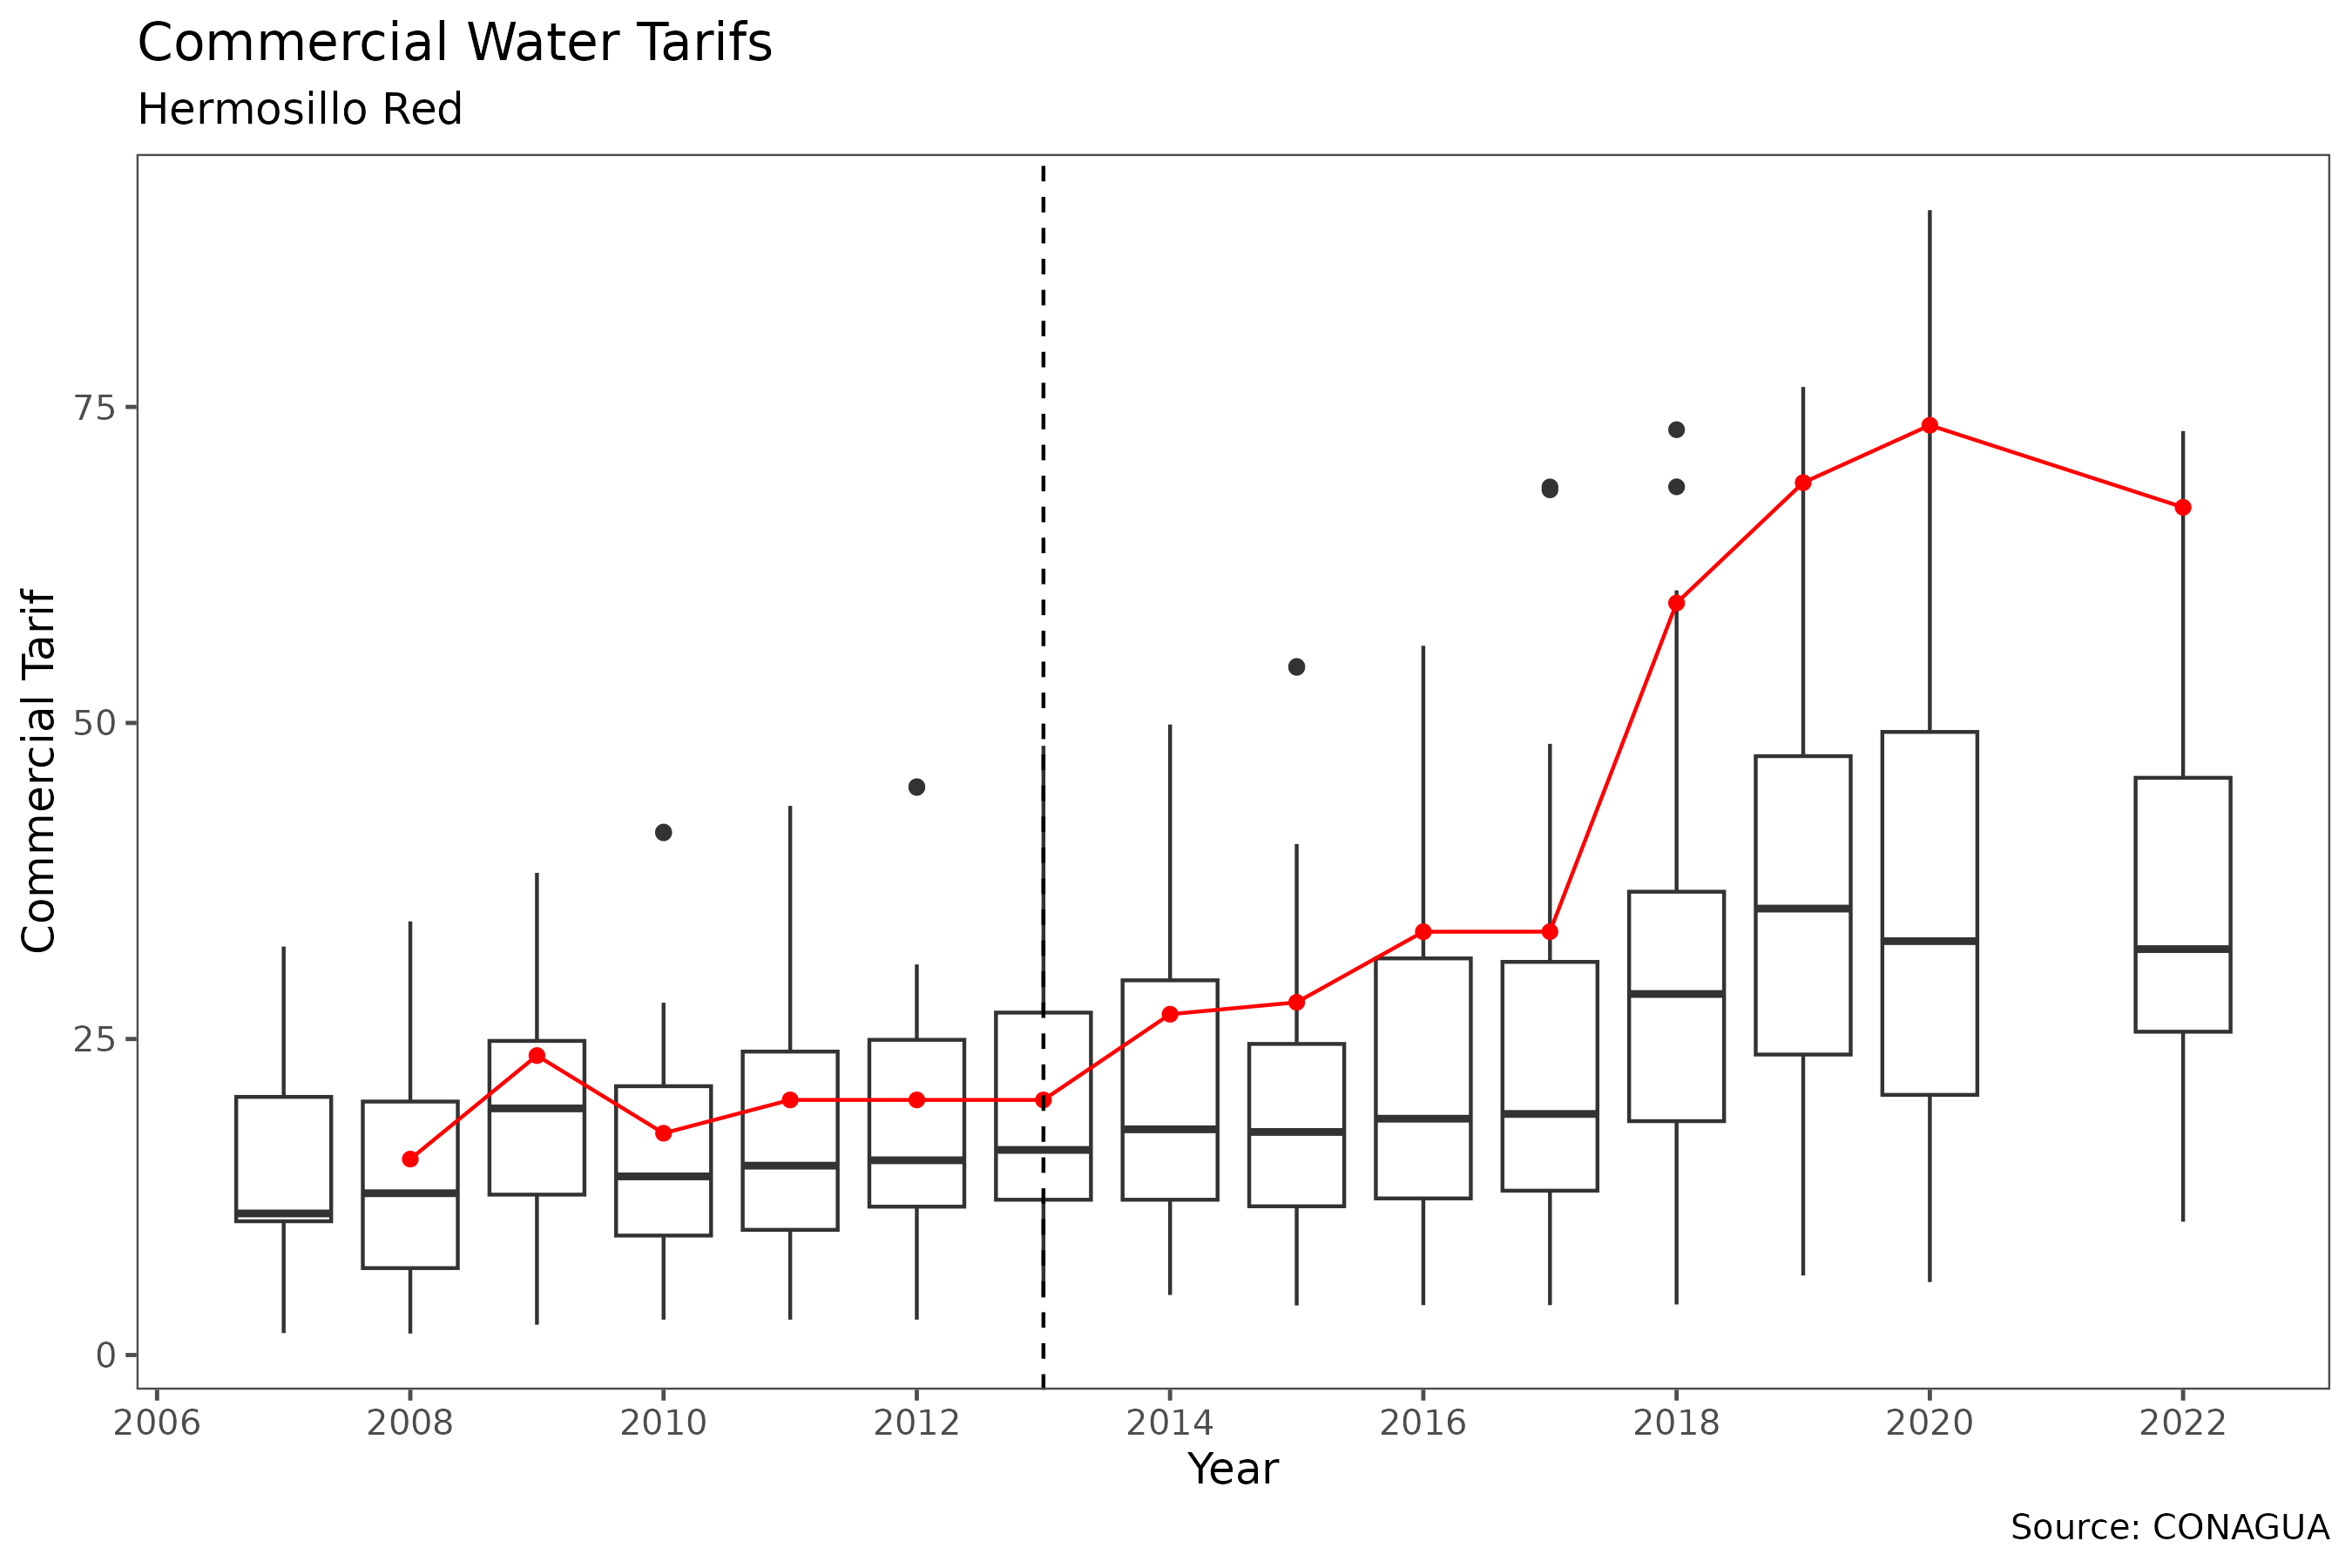 Commercial Water Tarifs
Hermosillo Red
Commercial Tarif
75
50
25
0
2006 2008 2010 2012 2014 2016 2018 2020 2022
Year
Source: CONAGUA